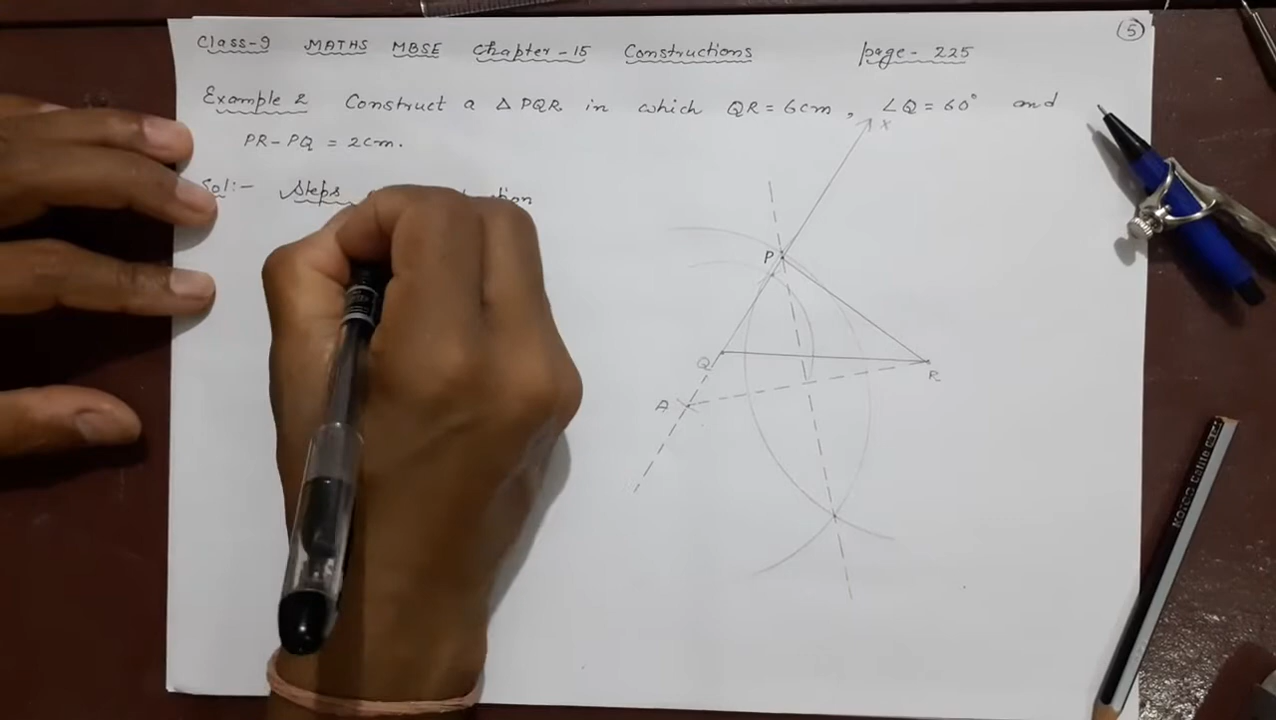 5
Class-9 MATHS MBSE Chapter-15 Constructions page-225
Example 2 Construct a △ PQR in which QR = 6cm, ∠Q = 60° and
PR-PQ = 2cm.
Sol:- Steps
X
P
Q
R
A